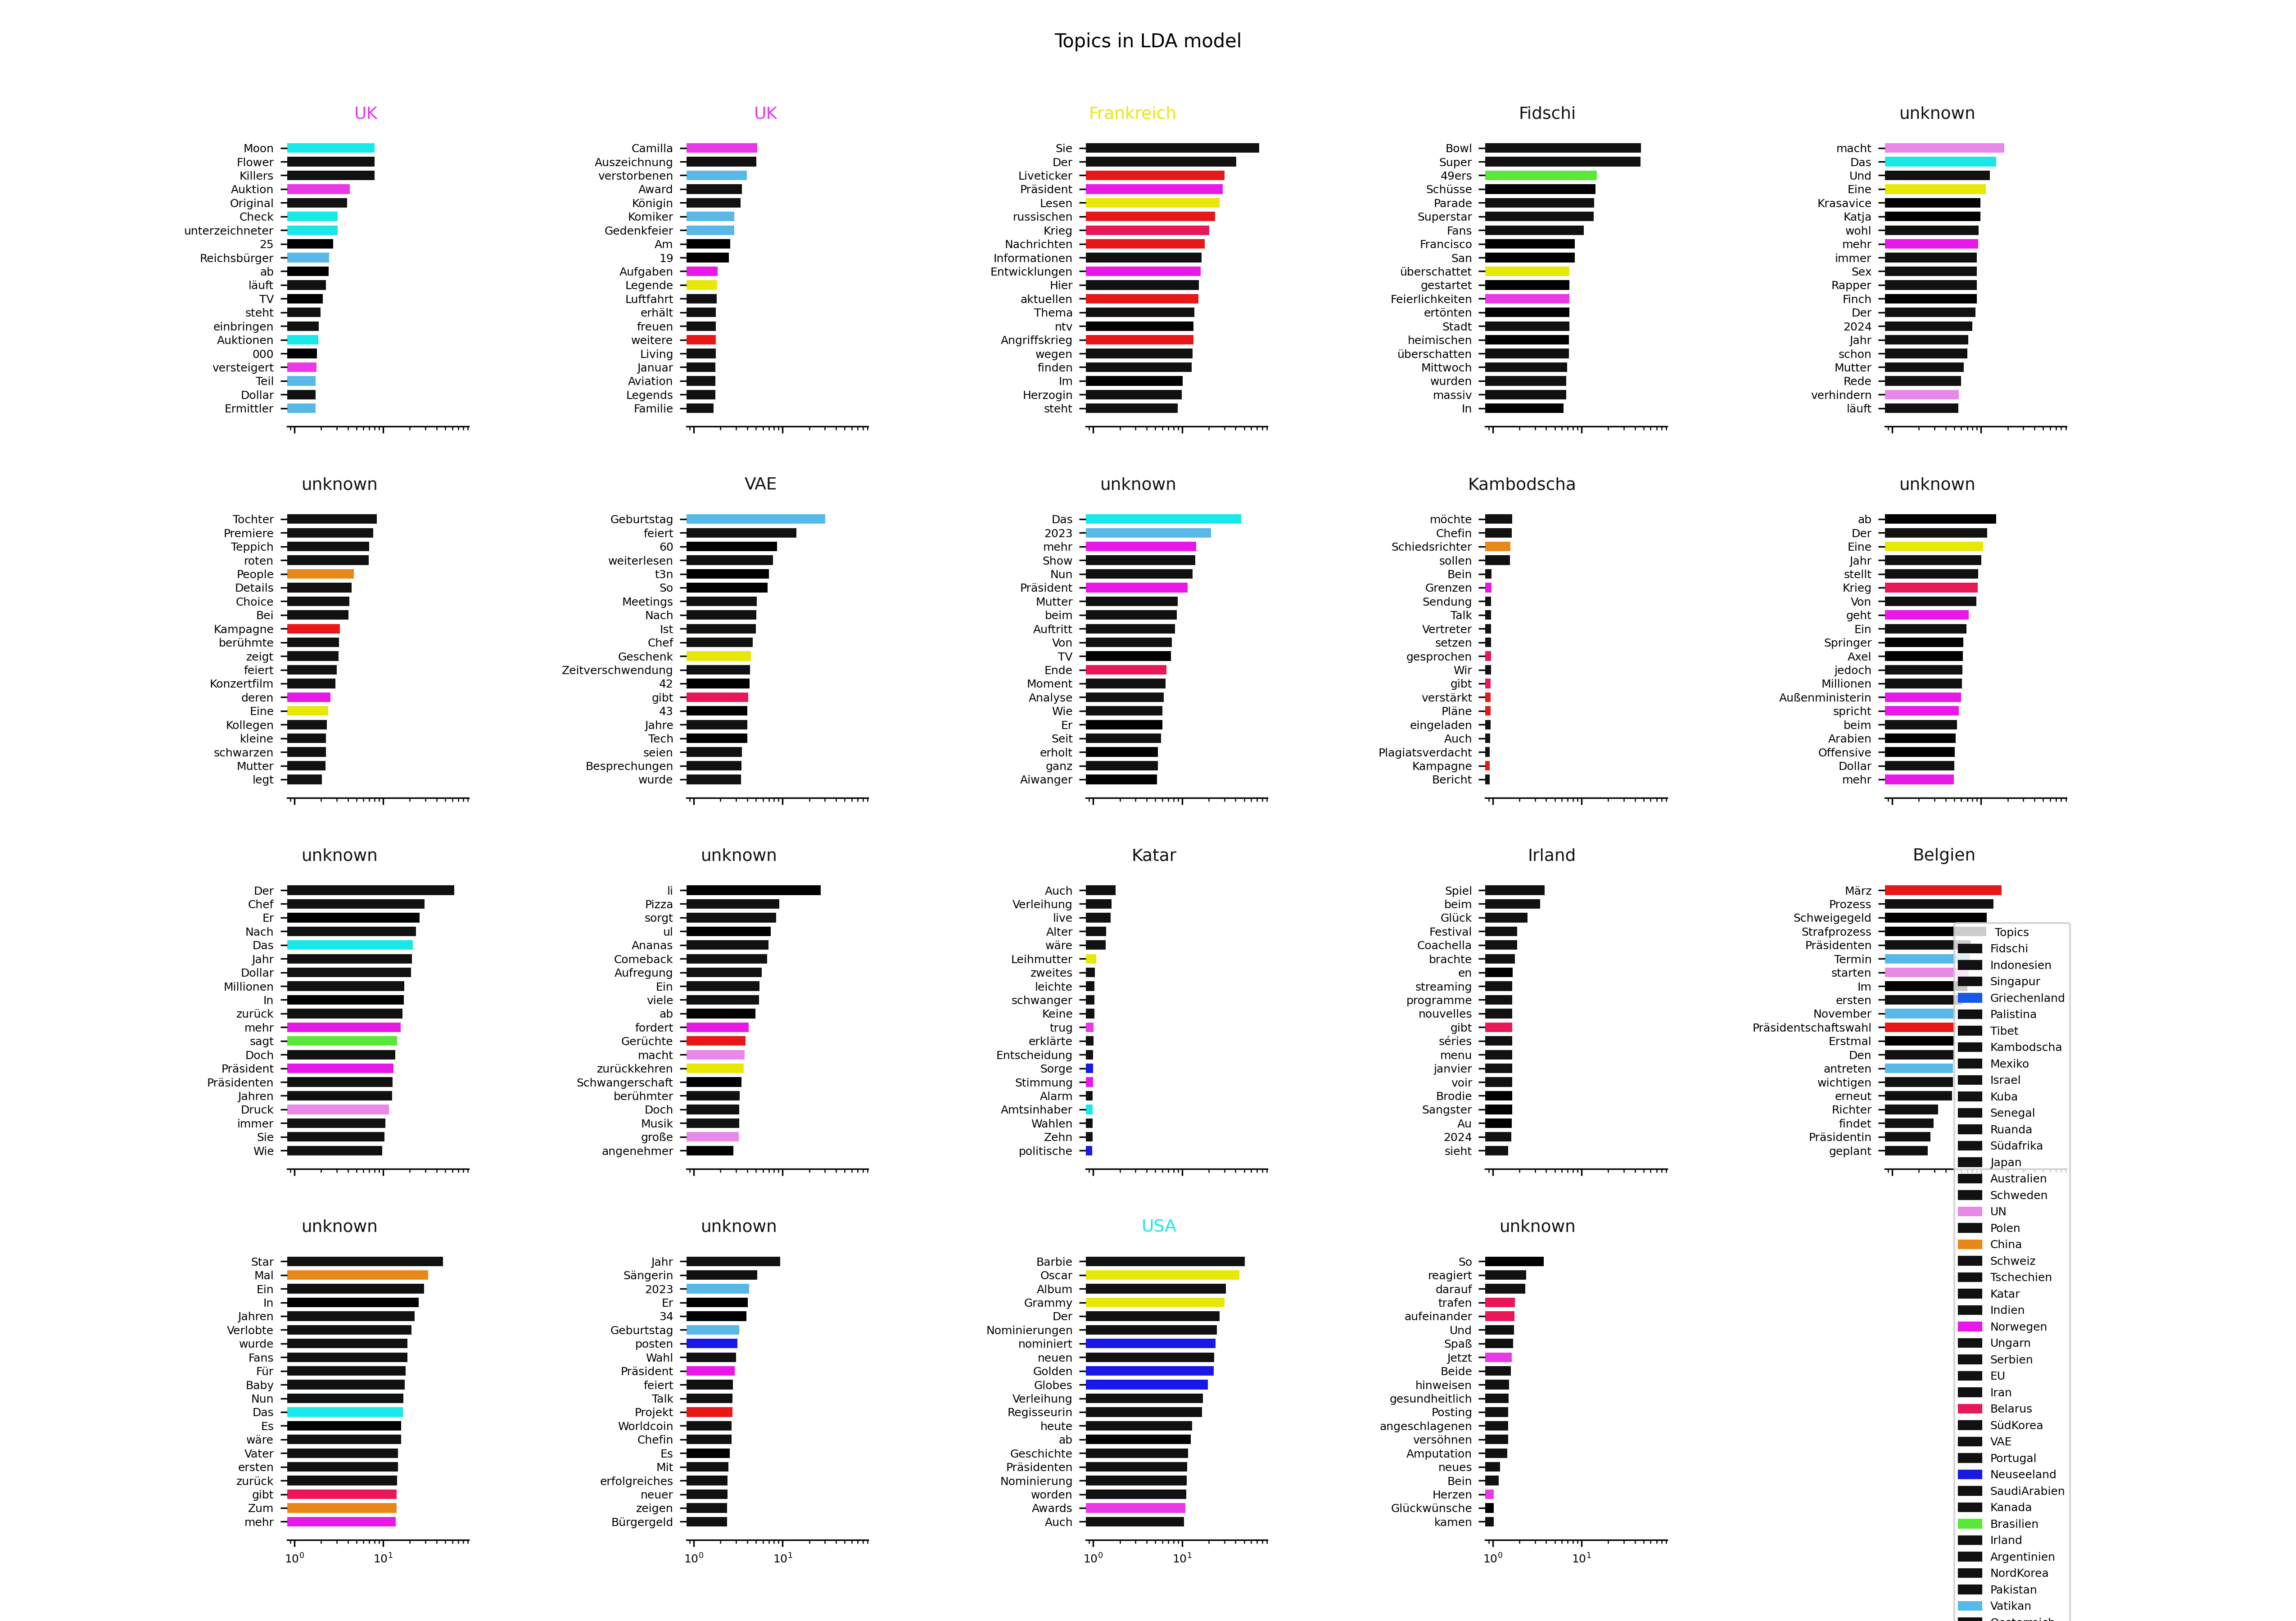 Topics in LDA model
UK
Moon
Flower
Killers
Auktion
Original
Check
unterzeichneter
25
Reichsbürger
ab
läuft
TV
steht
einbringen
Auktionen
000
versteigert
Teil
Dollar
Ermittler
UK
Camilla
Auszeichnung
verstorbenen
Award
Königin
Komiker
Gedenkfeier
Am
19
Aufgaben
Legende
Luftfahrt
erhält
freuen
weitere
Living
Januar
Aviation
Legends
Familie
Frankreich
Sie
Der
Liveticker
Präsident
Lesen
russischen
Krieg
Nachrichten
Informationen
Entwicklungen
Hier
aktuellen
Thema
ntv
Angriffskrieg
wegen
finden
Im
Herzogin
steht
Fidschi
Bowl
Super
49ers
Schüsse
Parade
Superstar
Fans
Francisco
San
überschattet
gestartet
Feierlichkeiten
ertönten
Stadt
heimischen
überschatten
Mittwoch
wurden
massiv
In
unknown
macht
Das
Und
Eine
Krasavice
Katja
wohl
mehr
immer
Sex
Rapper
Finch
Der
2024
Jahr
schon
Mutter
Rede
verhindern
läuft
unknown
Tochter
Premiere
Teppich
roten
People
Details
Choice
Bei
Kampagne
berühmte
zeigt
feiert
Konzertfilm
deren
Eine
Kollegen
kleine
schwarzen
Mutter
legt
VAE
Geburtstag
feiert
60
weiterlesen
t3n
So
Meetings
Nach
Ist
Chef
Geschenk
Zeitverschwendung
42
gibt
43
Jahre
Tech
seien
Besprechungen
wurde
unknown
Das
2023
mehr
Show
Nun
Präsident
Mutter
beim
Auftritt
Von
TV
Ende
Moment
Analyse
Wie
Er
Seit
erholt
ganz
Aiwanger
Kambodscha
möchte
Chefin
Schiedsrichter
sollen
Bein
Grenzen
Sendung
Talk
Vertreter
setzen
gesprochen
Wir
gibt
verstärkt
Pläne
eingeladen
Auch
Plagiatsverdacht
Kampagne
Bericht
unknown
ab
Der
Eine
Jahr
stellt
Krieg
Von
geht
Ein
Springer
Axel
jedoch
Millionen
Außenministerin
spricht
beim
Arabien
Offensive
Dollar
mehr
unknown
Der
Chef
Er
Nach
Das
Jahr
Dollar
Millionen
In
zurück
mehr
sagt
Doch
Präsident
Präsidenten
Jahren
Druck
immer
Sie
Wie
unknown
li
Pizza
sorgt
ul
Ananas
Comeback
Aufregung
Ein
viele
ab
fordert
Gerüchte
macht
zurückkehren
Schwangerschaft
berühmter
Doch
Musik
große
angenehmer
Katar
Auch
Verleihung
live
Alter
wäre
Leihmutter
zweites
leichte
schwanger
Keine
trug
erklärte
Entscheidung
Sorge
Stimmung
Alarm
Amtsinhaber
Wahlen
Zehn
politische
Irland
Spiel
beim
Glück
Festival
Coachella
brachte
en
streaming
programme
nouvelles
gibt
séries
menu
janvier
voir
Brodie
Sangster
Au
2024
sieht
Belgien
März
Prozess
Schweigegeld
Strafprozess
Präsidenten
Termin
starten
Im
ersten
November
Präsidentschaftswahl
Erstmal
Den
antreten
wichtigen
erneut
Richter
findet
Präsidentin
geplant
unknown
Star
Mal
Ein
In
Jahren
Verlobte
wurde
Fans
Für
Baby
Nun
Das
Es
wäre
Vater
ersten
zurück
gibt
Zum
mehr
10⁰ 10¹
unknown
Jahr
Sängerin
2023
Er
34
Geburtstag
posten
Wahl
Präsident
feiert
Talk
Projekt
Worldcoin
Chefin
Es
Mit
erfolgreiches
neuer
zeigen
Bürgergeld
10⁰ 10¹
USA
Barbie
Oscar
Album
Grammy
Der
Nominierungen
nominiert
neuen
Golden
Globes
Verleihung
Regisseurin
heute
ab
Geschichte
Präsidenten
Nominierung
worden
Awards
Auch
10⁰ 10¹
unknown
So
reagiert
darauf
trafen
aufeinander
Und
Spaß
Jetzt
Beide
hinweisen
gesundheitlich
Posting
angeschlagenen
versöhnen
Amputation
neues
Bein
Herzen
Glückwünsche
kamen
10⁰ 10¹
Topics
Fidschi
Indonesien
Singapur
Griechenland
Palistina
Tibet
Kambodscha
Mexiko
Israel
Kuba
Senegal
Ruanda
Südafrika
Japan
Australien
Schweden
UN
Polen
China
Schweiz
Tschechien
Katar
Indien
Norwegen
Ungarn
Serbien
EU
Iran
Belarus
SüdKorea
VAE
Portugal
Neuseeland
SaudiArabien
Kanada
Brasilien
Irland
Argentinien
NordKorea
Pakistan
Vatikan